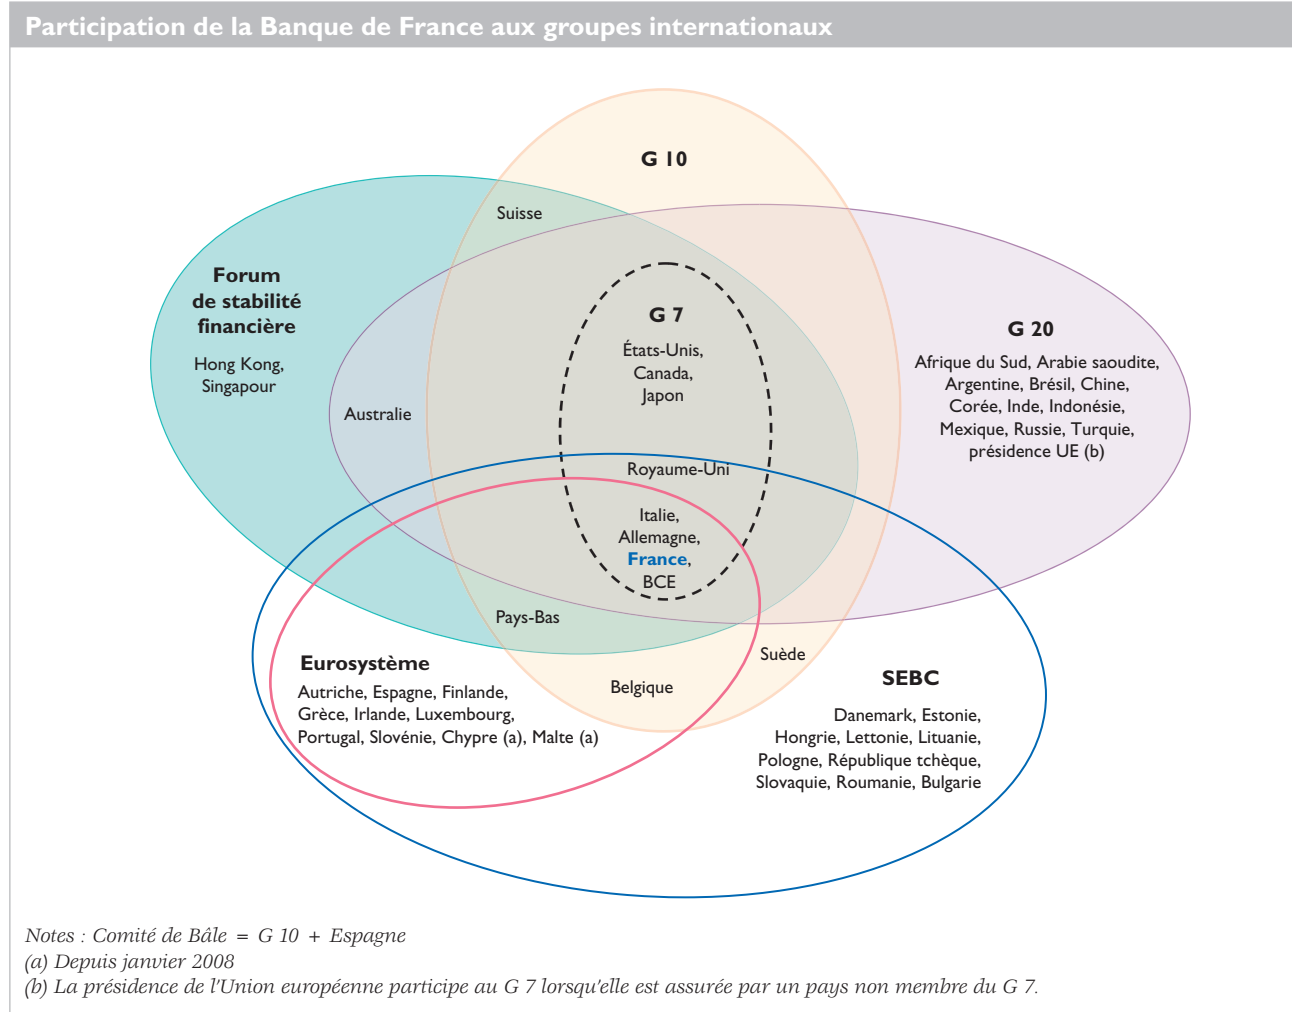 Participation de la Banque de France aux groupes internationaux
G 10
Suisse
Forum
de stabilité
financière
Hong Kong,
Singapour
G 7
États-Unis,
Canada,
Japon
G 20
Afrique du Sud, Arabie saoudite,
Argentine, Brésil, Chine,
Corée, Inde, Indonésie,
Mexique, Russie, Turquie,
présidence UE (b)
Australie
Royaume-Uni
Italie,
Allemagne,
France,
BCE
Pays-Bas
Suède
Belgique
Eurosystème
Autriche, Espagne, Finlande,
Grèce, Irlande, Luxembourg,
Portugal, Slovénie, Chypre (a), Malte (a)
SEBC
Danemark, Estonie,
Hongrie, Lettonie, Lituanie,
Pologne, République tchèque,
Slovaquie, Roumanie, Bulgarie
Notes : Comité de Bâle = G 10 + Espagne
(a) Depuis janvier 2008
(b) La présidence de l'Union européenne participe au G 7 lorsqu'elle est assurée par un pays non membre du G 7.